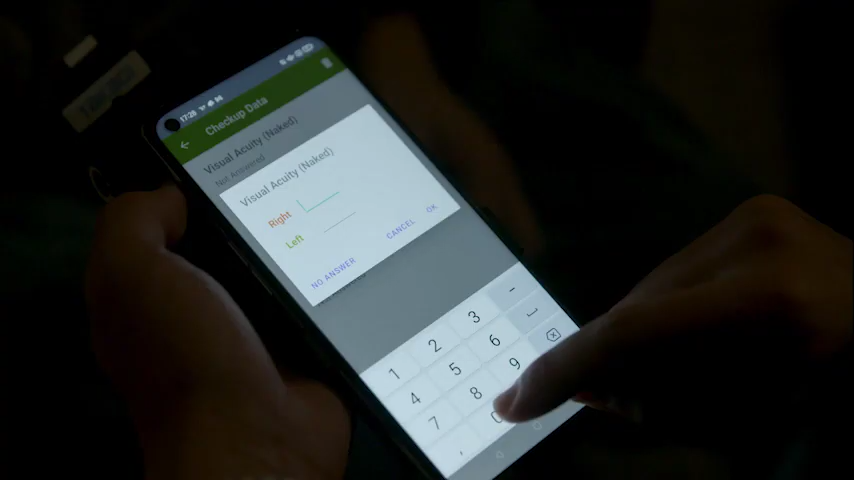 17:28
Checkup Data
Visual Acuity (Naked)
Not Answered
Visual Acuity (Naked)
Right
Left
NO ANSWER CANCEL OK
1 2 3 -
4 5 6
7 8 9
, 0